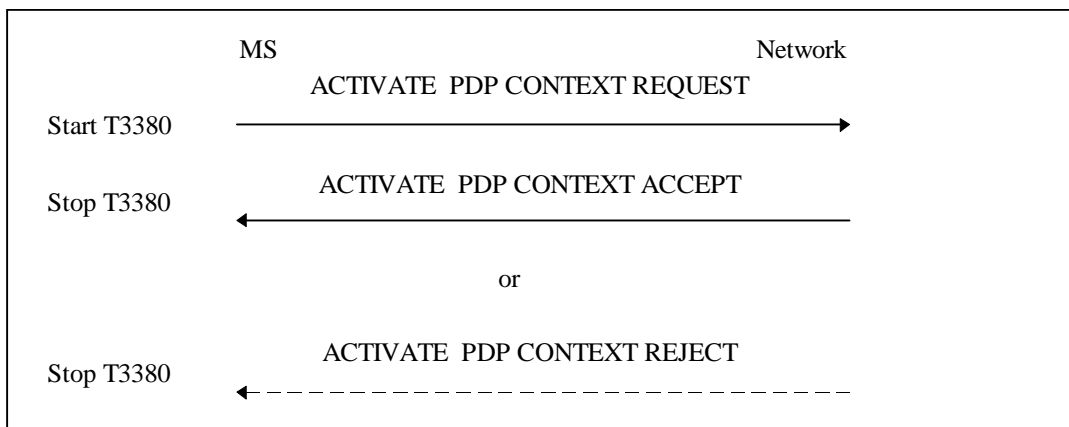 MS Network
ACTIVATE PDP CONTEXT REQUEST
Start T3380
ACTIVATE PDP CONTEXT ACCEPT
Stop T3380
or
ACTIVATE PDP CONTEXT REJECT
Stop T3380